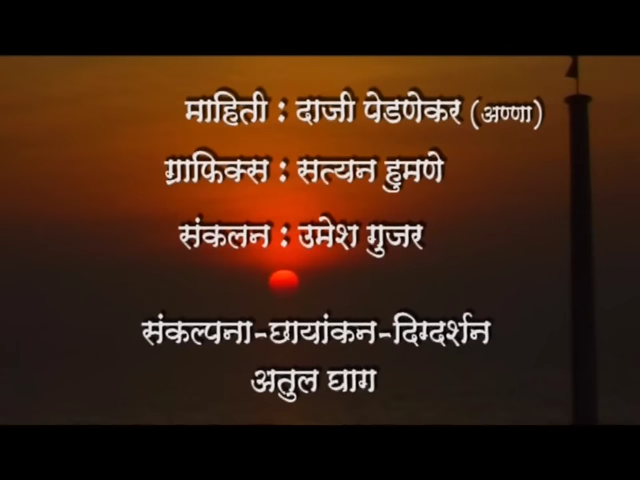 माहिती : दाजी पेडणेकर (अण्णा)
ग्राफिक्स : सत्यन हुमणे
संकलन : उमेश गुजर
संकल्पना-छायांकन-दिग्दर्शन
अतुल घाग